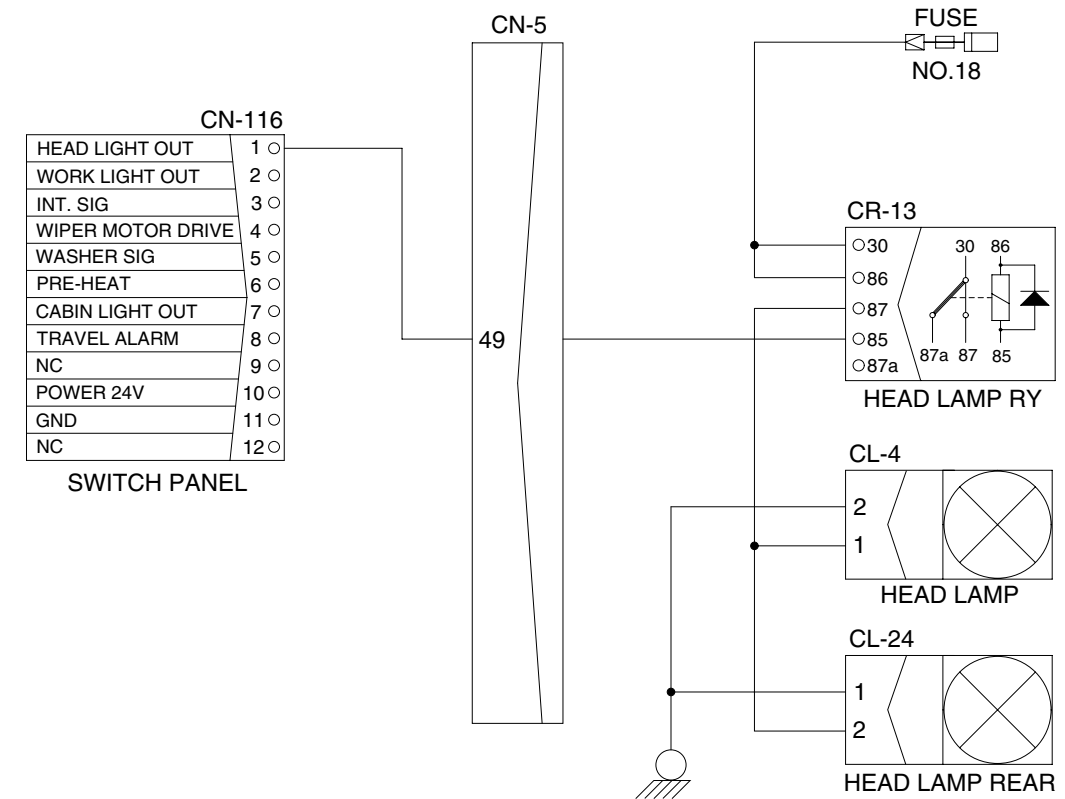 CN-5
FUSE
NO.18
CN-116
HEAD LIGHT OUT 1
WORK LIGHT OUT 2
INT. SIG 3
WIPER MOTOR DRIVE 4
WASHER SIG 5
PRE-HEAT 6
CABIN LIGHT OUT 7
TRAVEL ALARM 8
NC 9
POWER 24V 10
GND 11
NC 12
SWITCH PANEL
49
CR-13
30
86
87
85
87a
30 86
87a 87 85
HEAD LAMP RY
CL-4
2
1
HEAD LAMP
CL-24
1
2
HEAD LAMP REAR